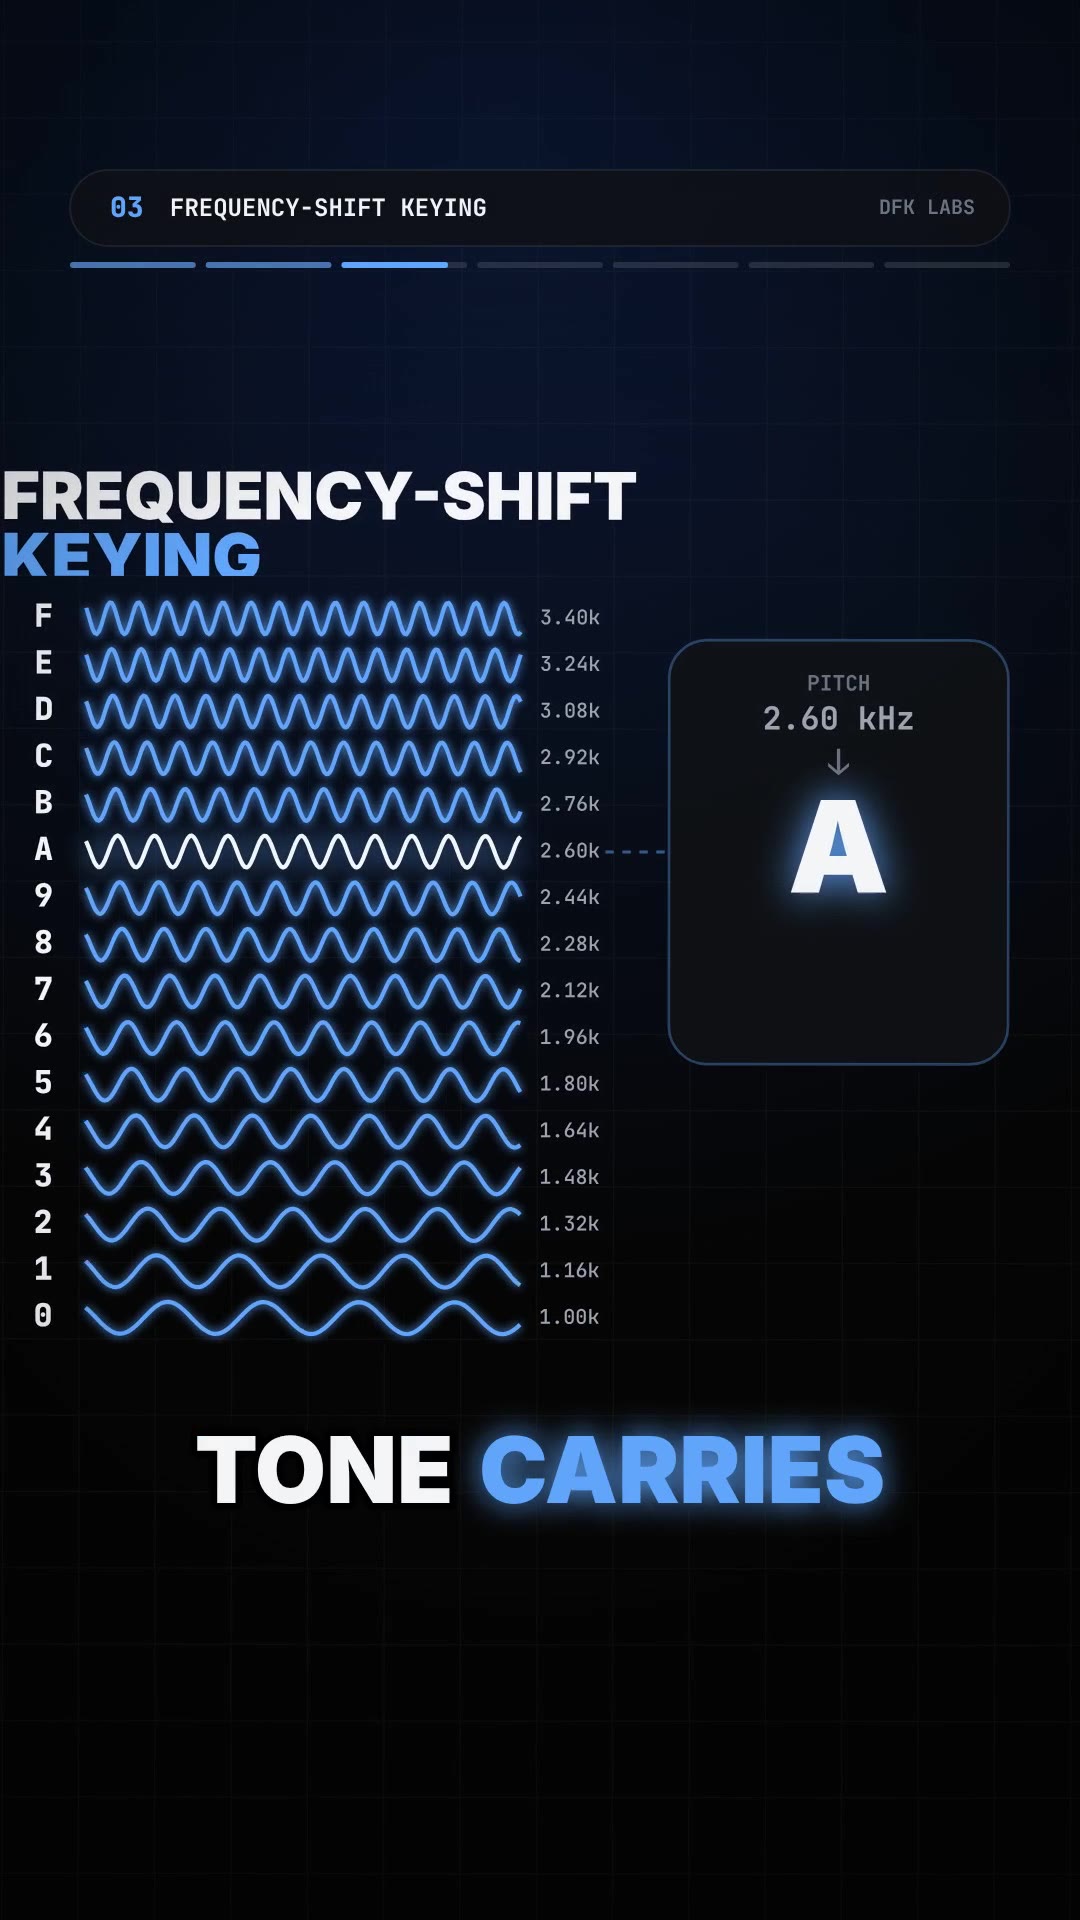 03 FREQUENCY-SHIFT KEYING DFK LABS
FREQUENCY-SHIFT
KEYING
F 3.40k
E 3.24k
D 3.08k
C 2.92k
B 2.76k
A 2.60k
9 2.44k
8 2.28k
7 2.12k
6 1.96k
5 1.80k
4 1.64k
3 1.48k
2 1.32k
1 1.16k
0 1.00k
PITCH
2.60 kHz
↓
A
TONE CARRIES